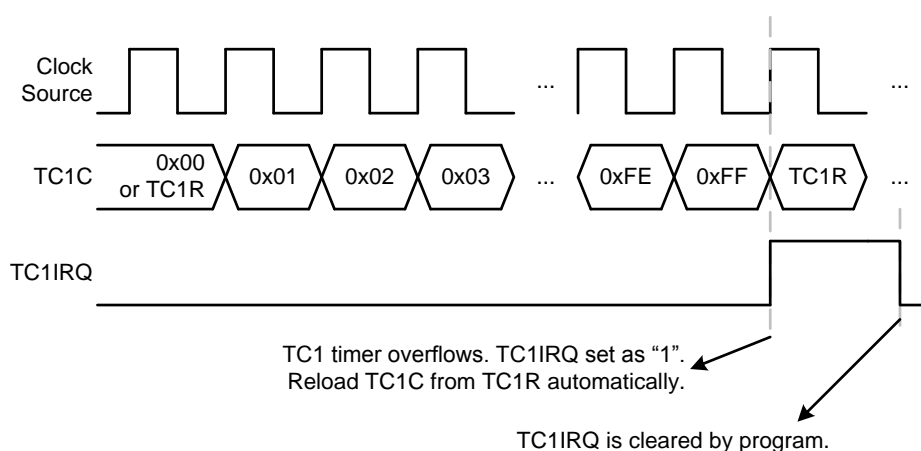 Clock
Source
... ...
TC1C
0x00
or TC1R
0x01
0x02
0x03
...
0xFE
0xFF
TC1R
...
TC1IRQ
TC1 timer overflows. TC1IRQ set as “1”.
Reload TC1C from TC1R automatically.
TC1IRQ is cleared by program.